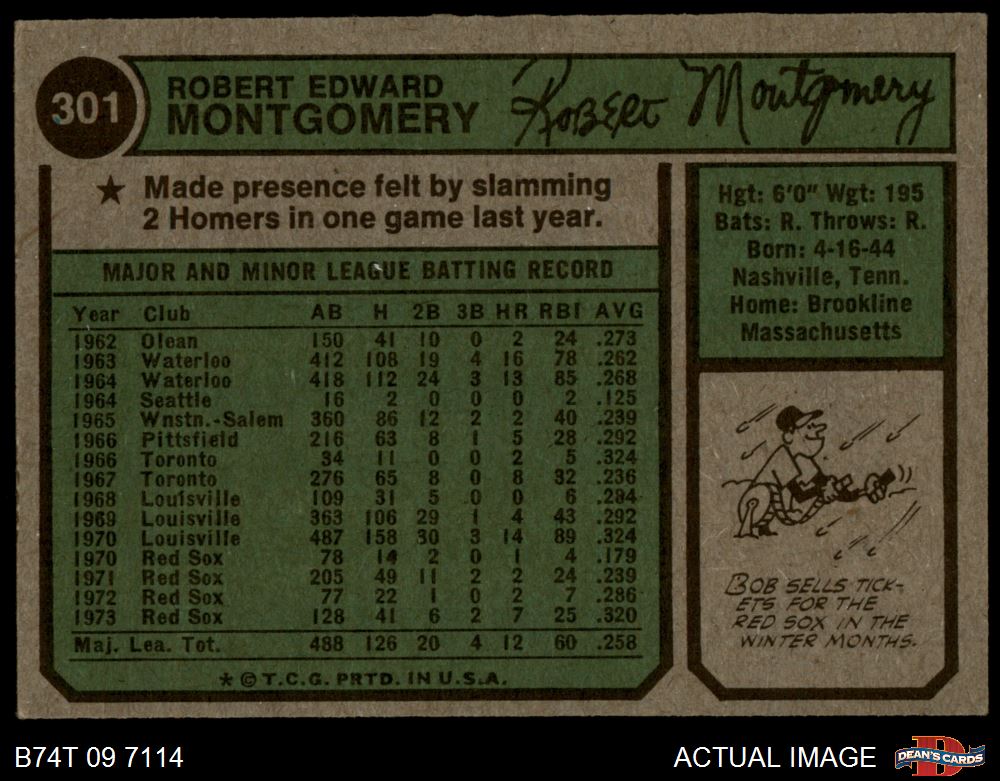 301
ROBERT EDWARD
MONTGOMERY
Robert Montgomery
★ Made presence felt by slamming
2 Homers in one game last year.
MAJOR AND MINOR LEAGUE BATTING RECORD
Year Club AB H 2B 3B HR RBI AVG
1962 Olean 150 41 10 0 2 24 .273
1963 Waterloo 412 108 19 4 16 78 .262
1964 Waterloo 418 112 24 3 13 85 .268
1964 Seattle 16 2 0 0 0 2 .125
1965 Wnstn.-Salem 360 86 12 2 2 40 .239
1966 Pittsfield 216 63 8 1 5 28 .292
1966 Toronto 34 11 0 0 2 5 .324
1967 Toronto 276 65 8 0 8 32 .236
1968 Louisville 109 31 5 0 0 6 .284
1969 Louisville 363 106 29 1 4 43 .292
1970 Louisville 487 158 30 3 14 89 .324
1970 Red Sox 78 14 2 0 1 4 .179
1971 Red Sox 205 49 11 2 2 24 .239
1972 Red Sox 77 22 1 0 2 7 .286
1973 Red Sox 128 41 6 2 7 25 .320
Maj. Lea. Tot. 488 126 20 4 12 60 .258
* © T.C.G. PRTD. IN U.S.A.
Hgt: 6'0" Wgt: 195
Bats: R. Throws: R.
Born: 4-16-44
Nashville, Tenn.
Home: Brookline
Massachusetts
BOB SELLS TICK-
ETS FOR THE
RED SOX IN THE
WINTER MONTHS.
B74T 09 7114
ACTUAL IMAGE
D
DEAN'S CARDS